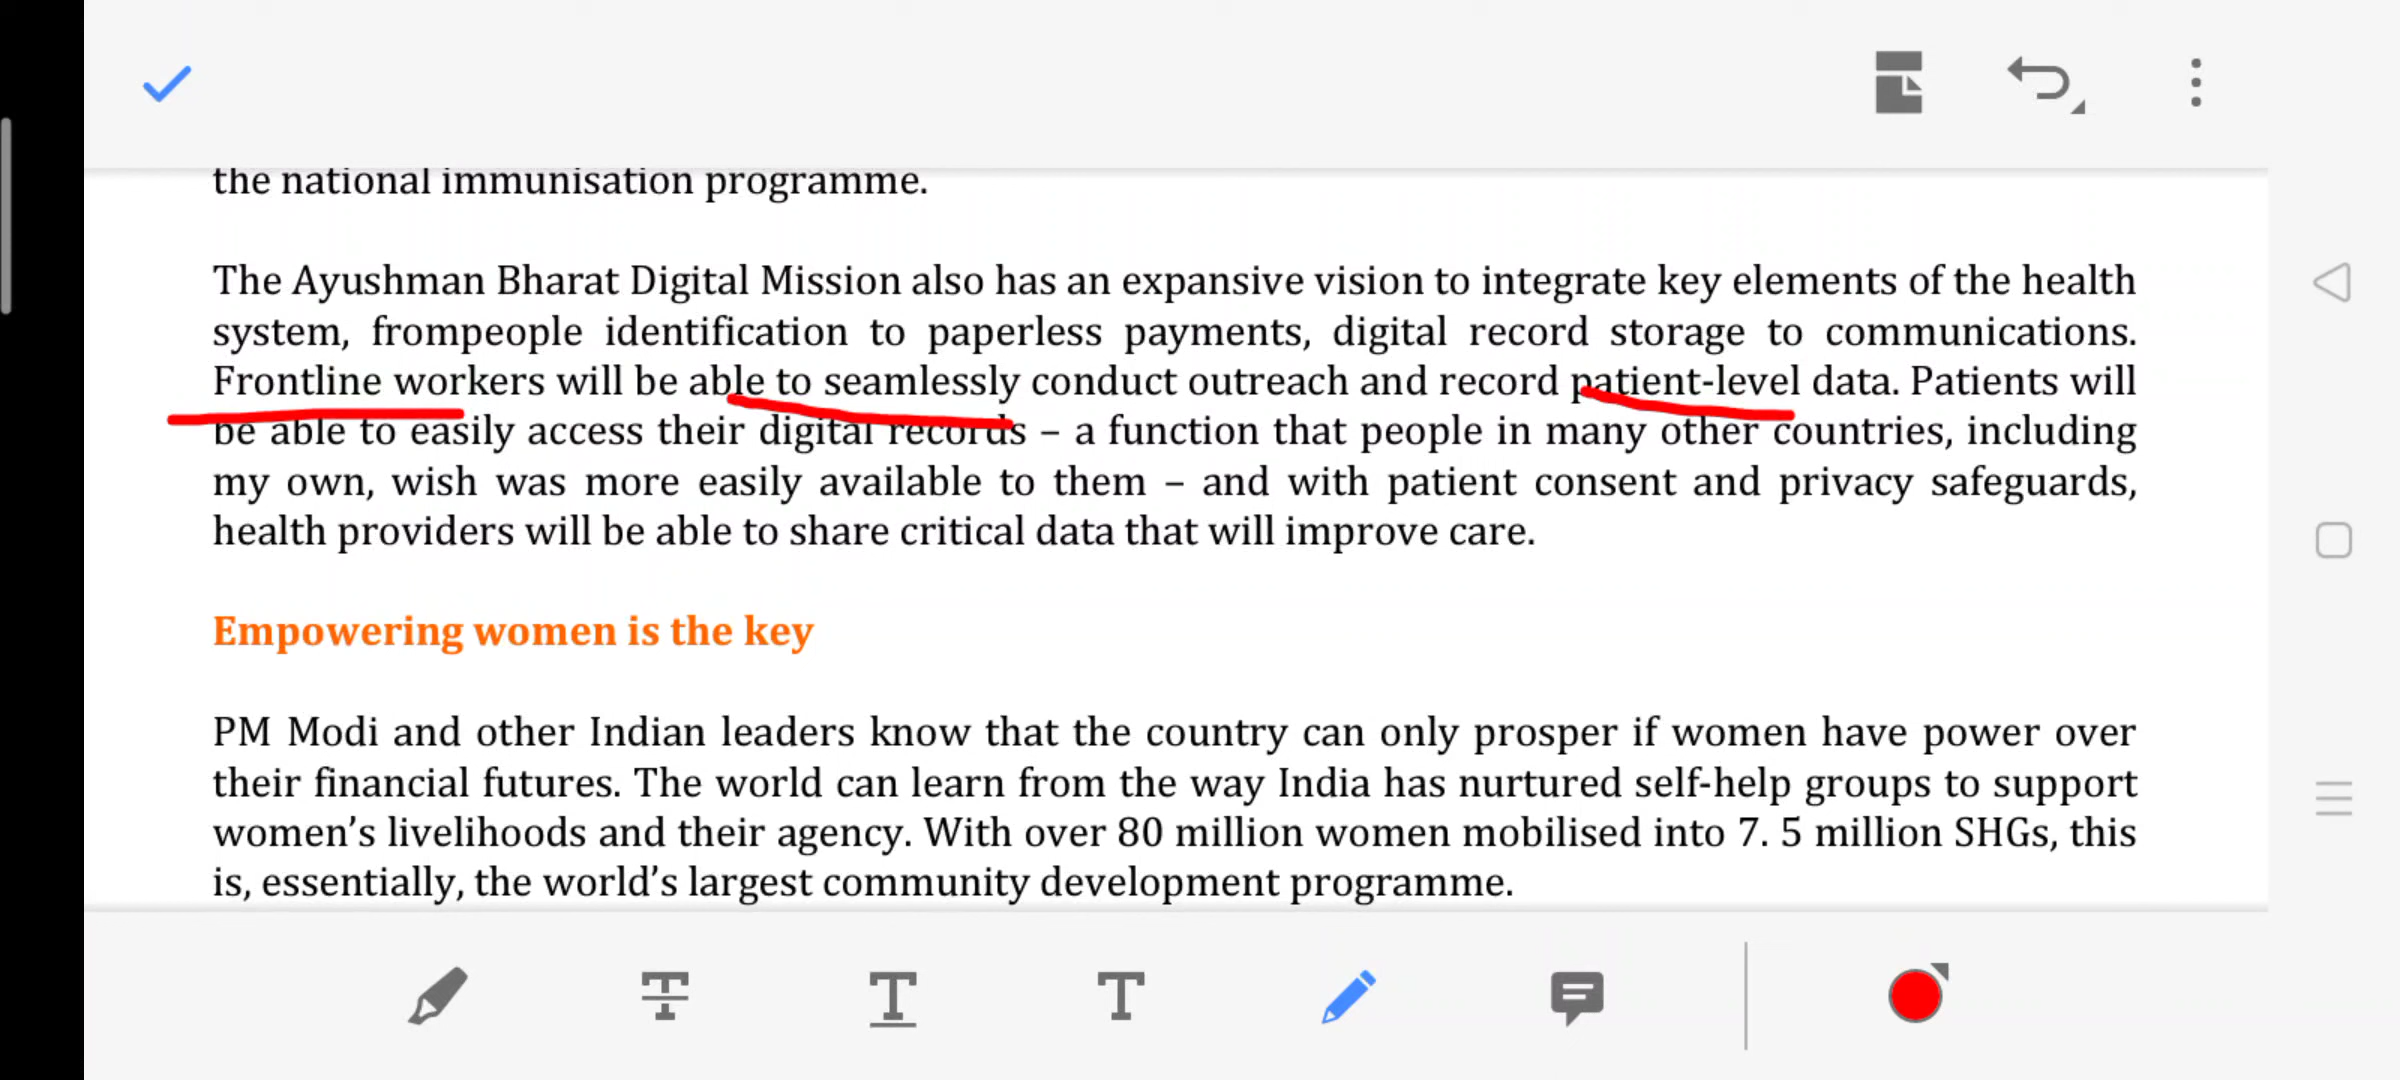 the national immunisation programme.
The Ayushman Bharat Digital Mission also has an expansive vision to integrate key elements of the health
system, frompeople identification to paperless payments, digital record storage to communications.
Frontline workers will be able to seamlessly conduct outreach and record patient-level data. Patients will
be able to easily access their digital records – a function that people in many other countries, including
my own, wish was more easily available to them – and with patient consent and privacy safeguards,
health providers will be able to share critical data that will improve care.
Empowering women is the key
PM Modi and other Indian leaders know that the country can only prosper if women have power over
their financial futures. The world can learn from the way India has nurtured self-help groups to support
women’s livelihoods and their agency. With over 80 million women mobilised into 7. 5 million SHGs, this
is, essentially, the world’s largest community development programme.